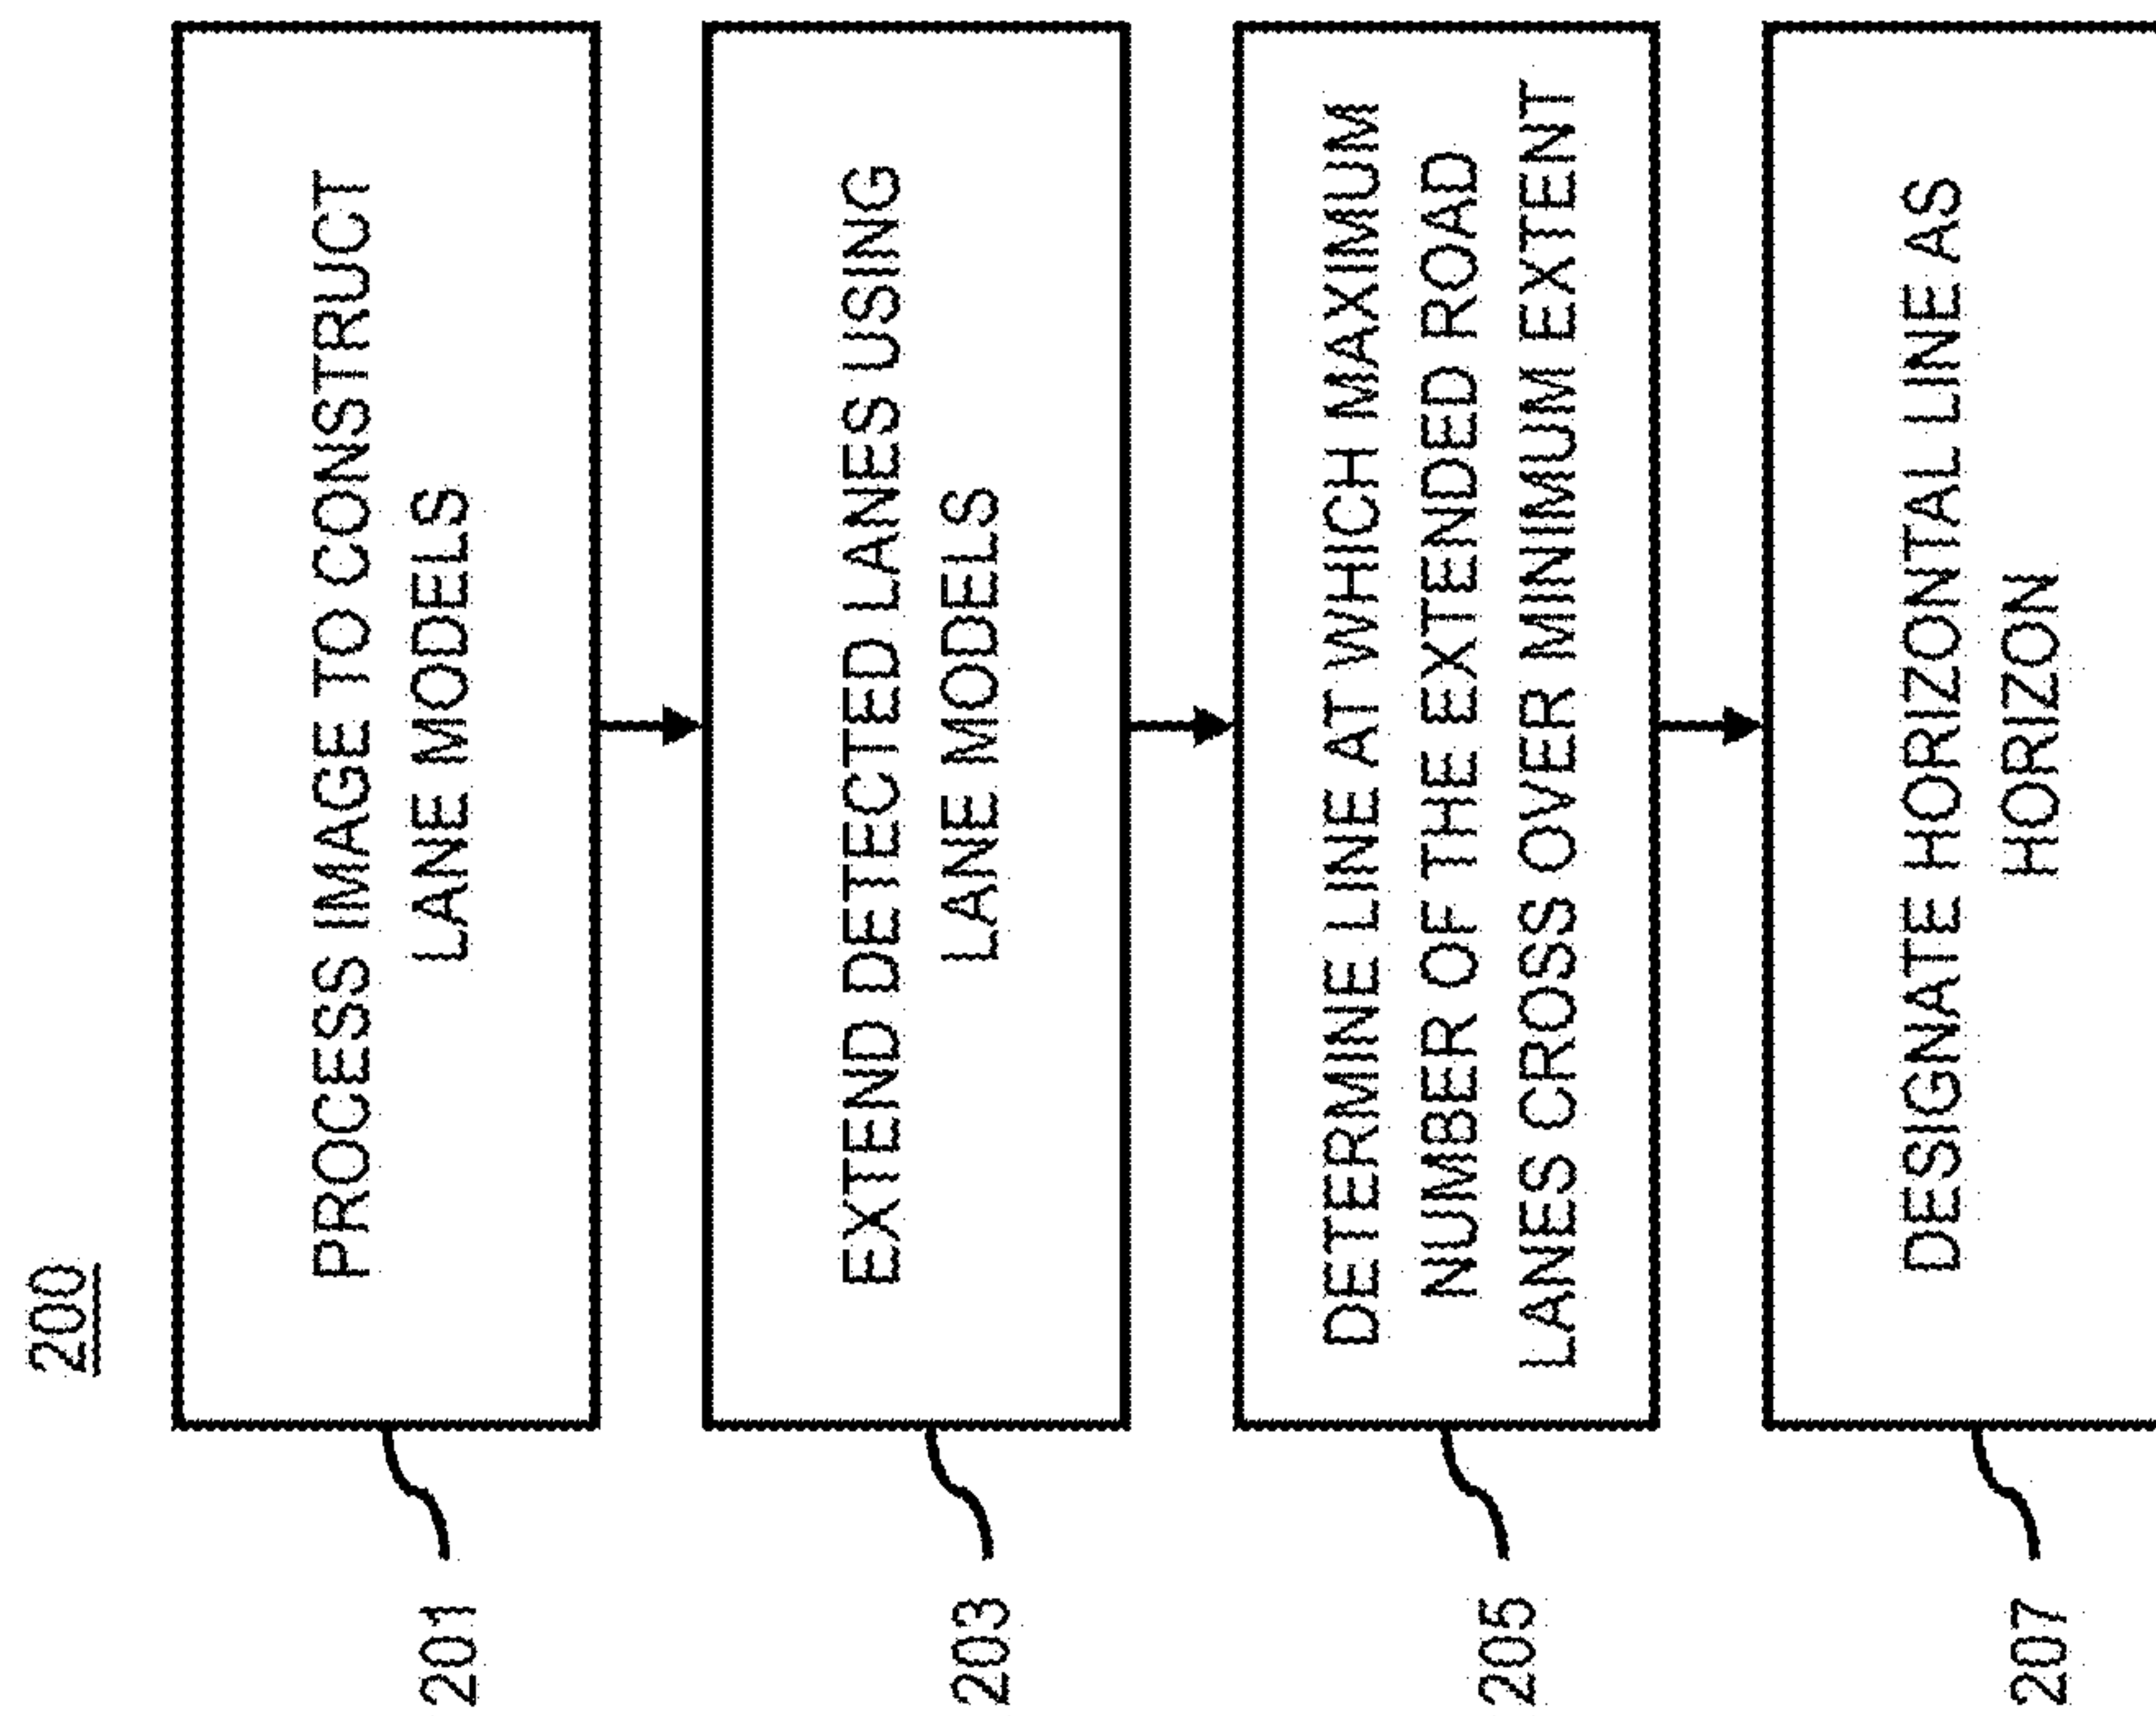 200
201
PROCESS IMAGE TO CONSTRUCT
LANE MODELS
203
EXTEND DETECTED LANES USING
LANE MODELS
205
DETERMINE LINE AT WHICH MAXIMUM
NUMBER OF THE EXTENDED ROAD
LANES CROSS OVER MINIMUM EXTENT
207
DESIGNATE HORIZONTAL LINE AS
HORIZON